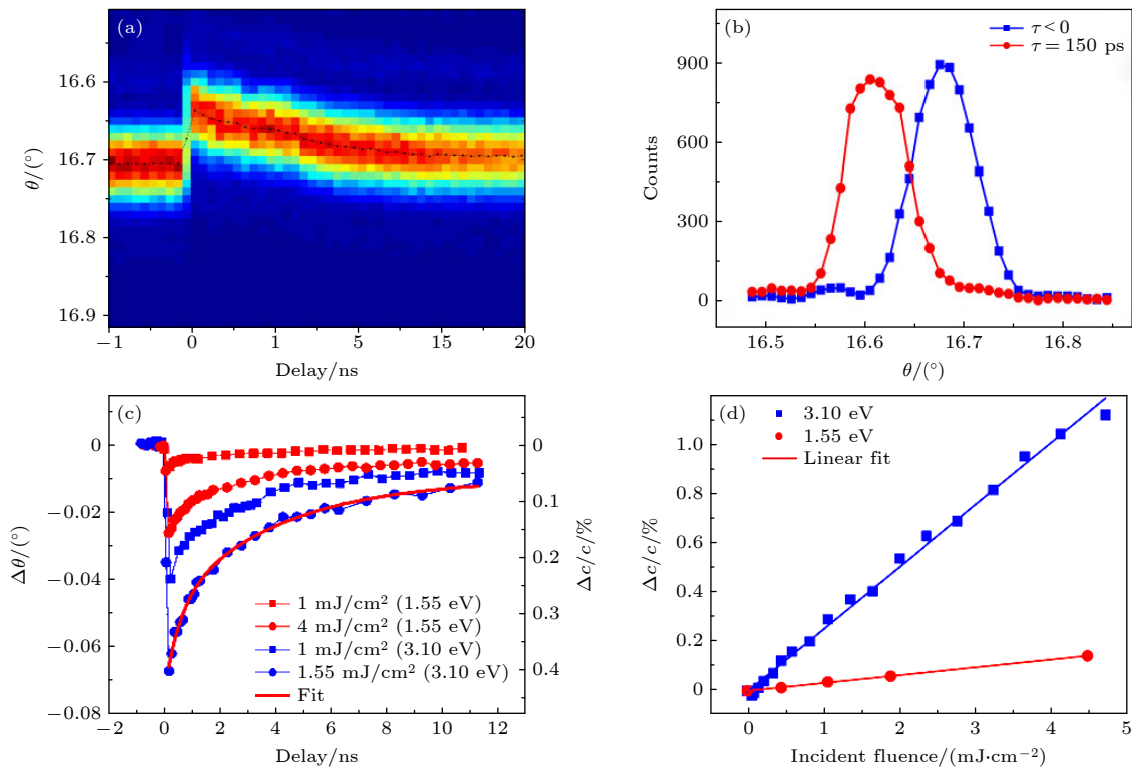 (a)
16.6
16.7
16.8
16.9
θ/(°)
−1 0 1 5 15 20
Delay/ns
(b)
τ < 0
τ = 150 ps
900
600
300
0
Counts
16.5 16.6 16.7 16.8
θ/(°)
(c)
0
−0.02
−0.04
−0.06
−0.08
Δθ/(°)
0
0.1
0.2
0.3
0.4
Δc/c/%
1 mJ/cm² (1.55 eV)
4 mJ/cm² (1.55 eV)
1 mJ/cm² (3.10 eV)
1.55 mJ/cm² (3.10 eV)
Fit
−2 0 2 4 6 8 10 12
Delay/ns
(d)
3.10 eV
1.55 eV
Linear fit
1.0
0.8
0.6
0.4
0.2
0
Δc/c/%
0 1 2 3 4 5
Incident fluence/(mJ·cm⁻²)